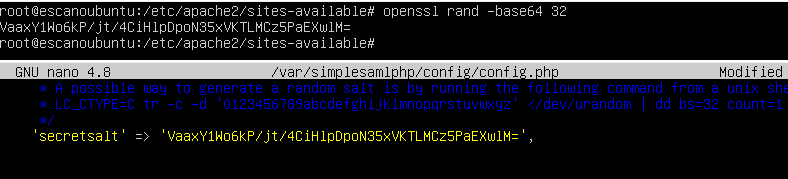 root@escanoubuntu:/etc/apache2/sites-available# openssl rand -base64 32
VaaxY1Wo6kP/jt/4CiHlpDpoN35xVKTLMCz5PaEXwlM=
root@escanoubuntu:/etc/apache2/sites-available#
GNU nano 4.8 /var/simplesamlphp/config/config.php Modified
* A possible way to generate a random salt is by running the following command from a unix she
* LC_CTYPE=C tr -c -d '0123456789abcdefghijklmnopqrstuvwxyz' </dev/urandom | dd bs=32 count=1
*/
'secretsalt' => 'VaaxY1Wo6kP/jt/4CiHlpDpoN35xVKTLMCz5PaEXwlM=',